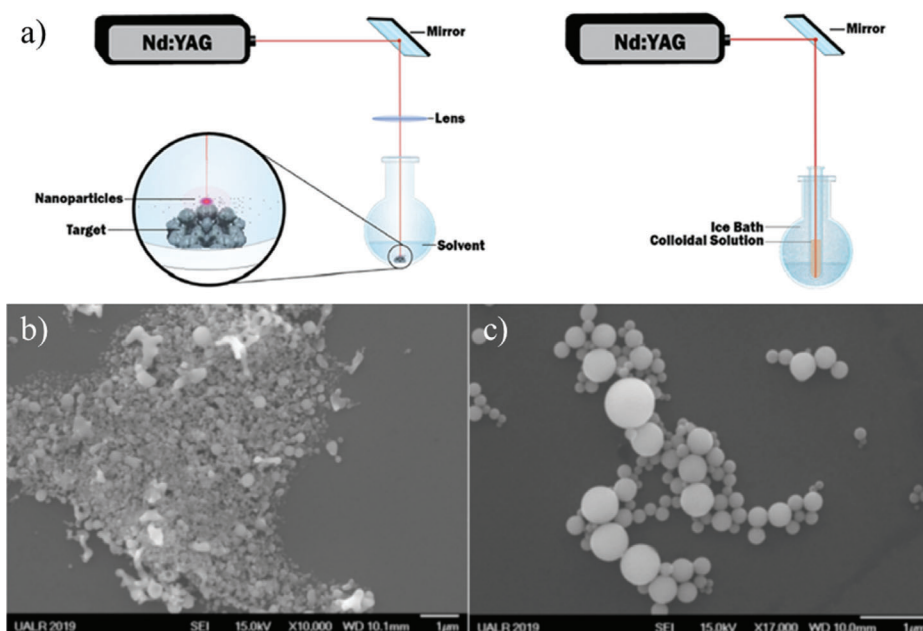 a)
Nd:YAG
Mirror
Lens
Nanoparticles
Target
Solvent
Nd:YAG
Mirror
Ice Bath
Colloidal Solution
b)
UALR 2019 SEI 15.0kV X10,000 WD 10.1mm 1µm
c)
UALR 2019 SEI 15.0kV X17,000 WD 10.0mm 1µm